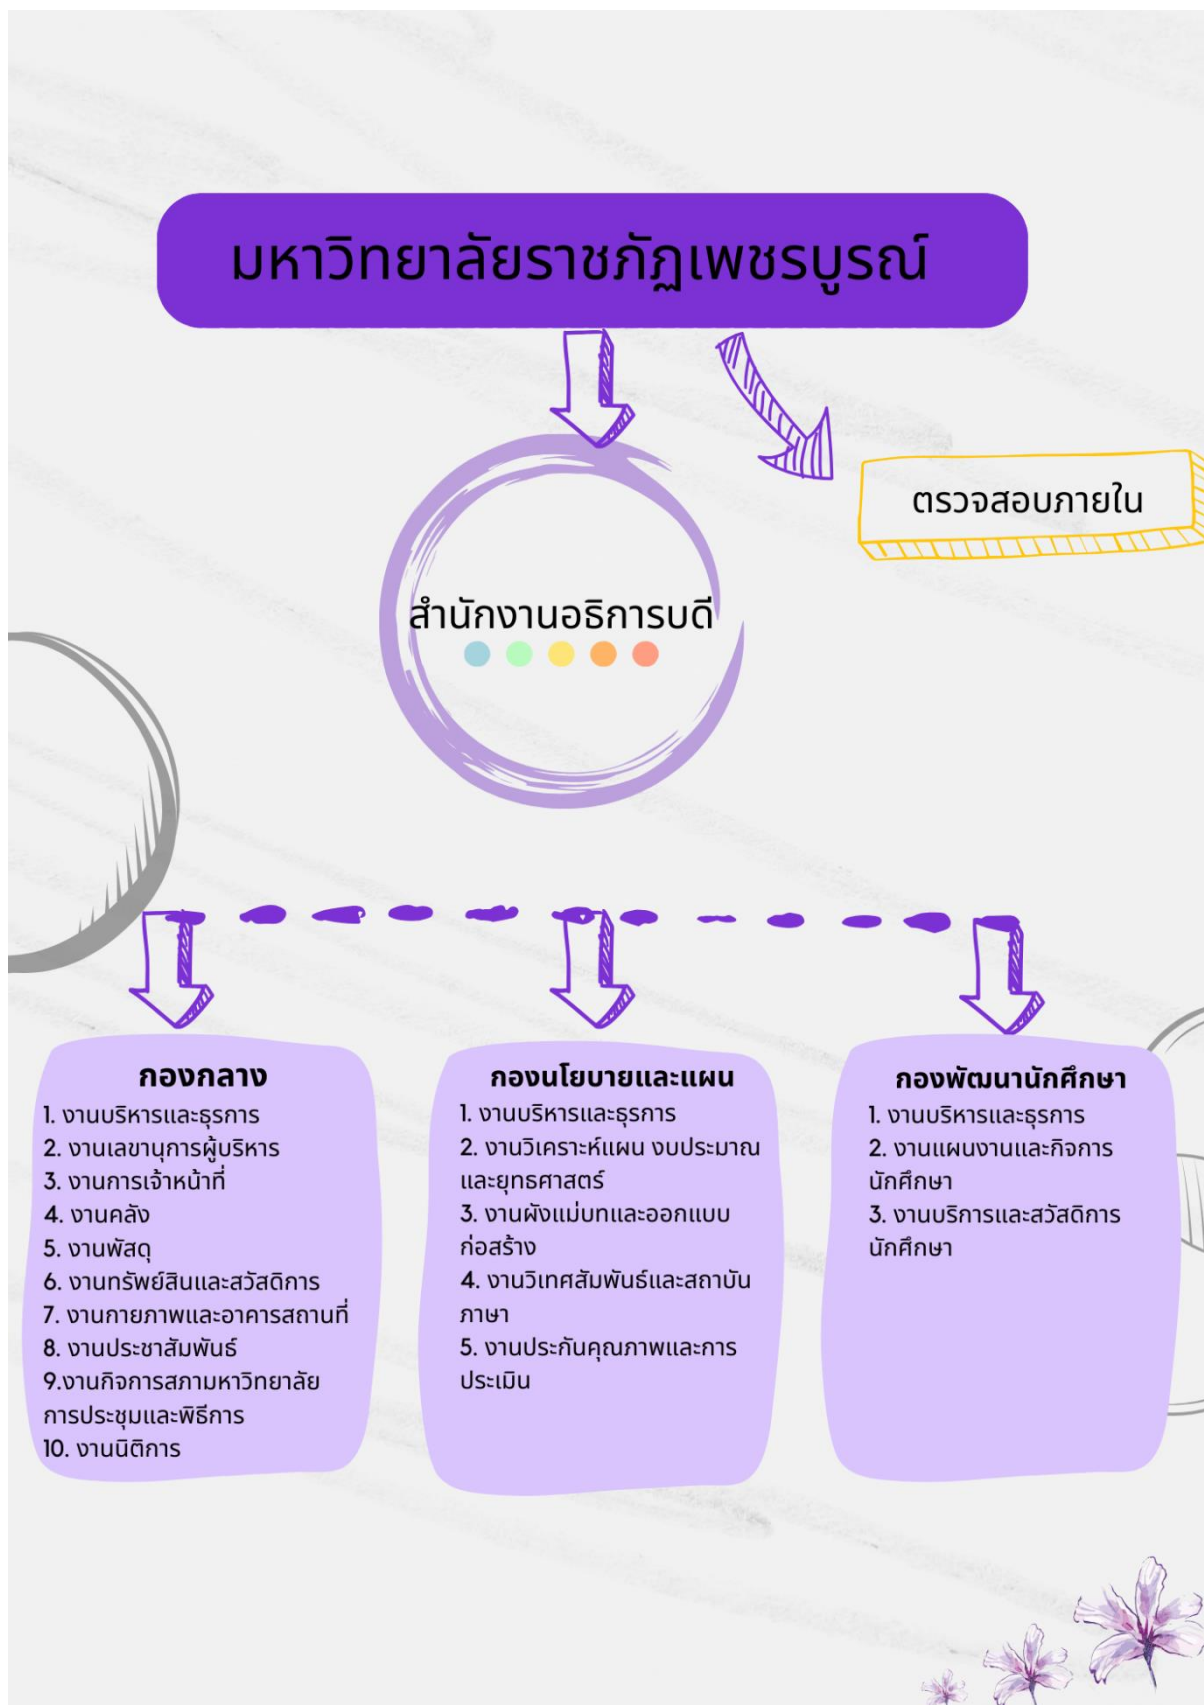 มหาวิทยาลัยราชภัฏเพชรบูรณ์
ตรวจสอบภายใน
สำนักงานอธิการบดี
กองกลาง
1. งานบริหารและธุรการ
2. งานเลขานุการผู้บริหาร
3. งานการเจ้าหน้าที่
4. งานคลัง
5. งานพัสดุ
6. งานทรัพย์สินและสวัสดิการ
7. งานกายภาพและอาคารสถานที่
8. งานประชาสัมพันธ์
9.งานกิจการสภามหาวิทยาลัย
การประชุมและพิธีการ
10. งานนิติการ
กองนโยบายและแผน
1. งานบริหารและธุรการ
2. งานวิเคราะห์แผน งบประมาณ
และยุทธศาสตร์
3. งานผังแม่บทและออกแบบ
ก่อสร้าง
4. งานวิเทศสัมพันธ์และสถาบัน
ภาษา
5. งานประกันคุณภาพและการ
ประเมิน
กองพัฒนานักศึกษา
1. งานบริหารและธุรการ
2. งานแผนงานและกิจการ
นักศึกษา
3. งานบริการและสวัสดิการ
นักศึกษา